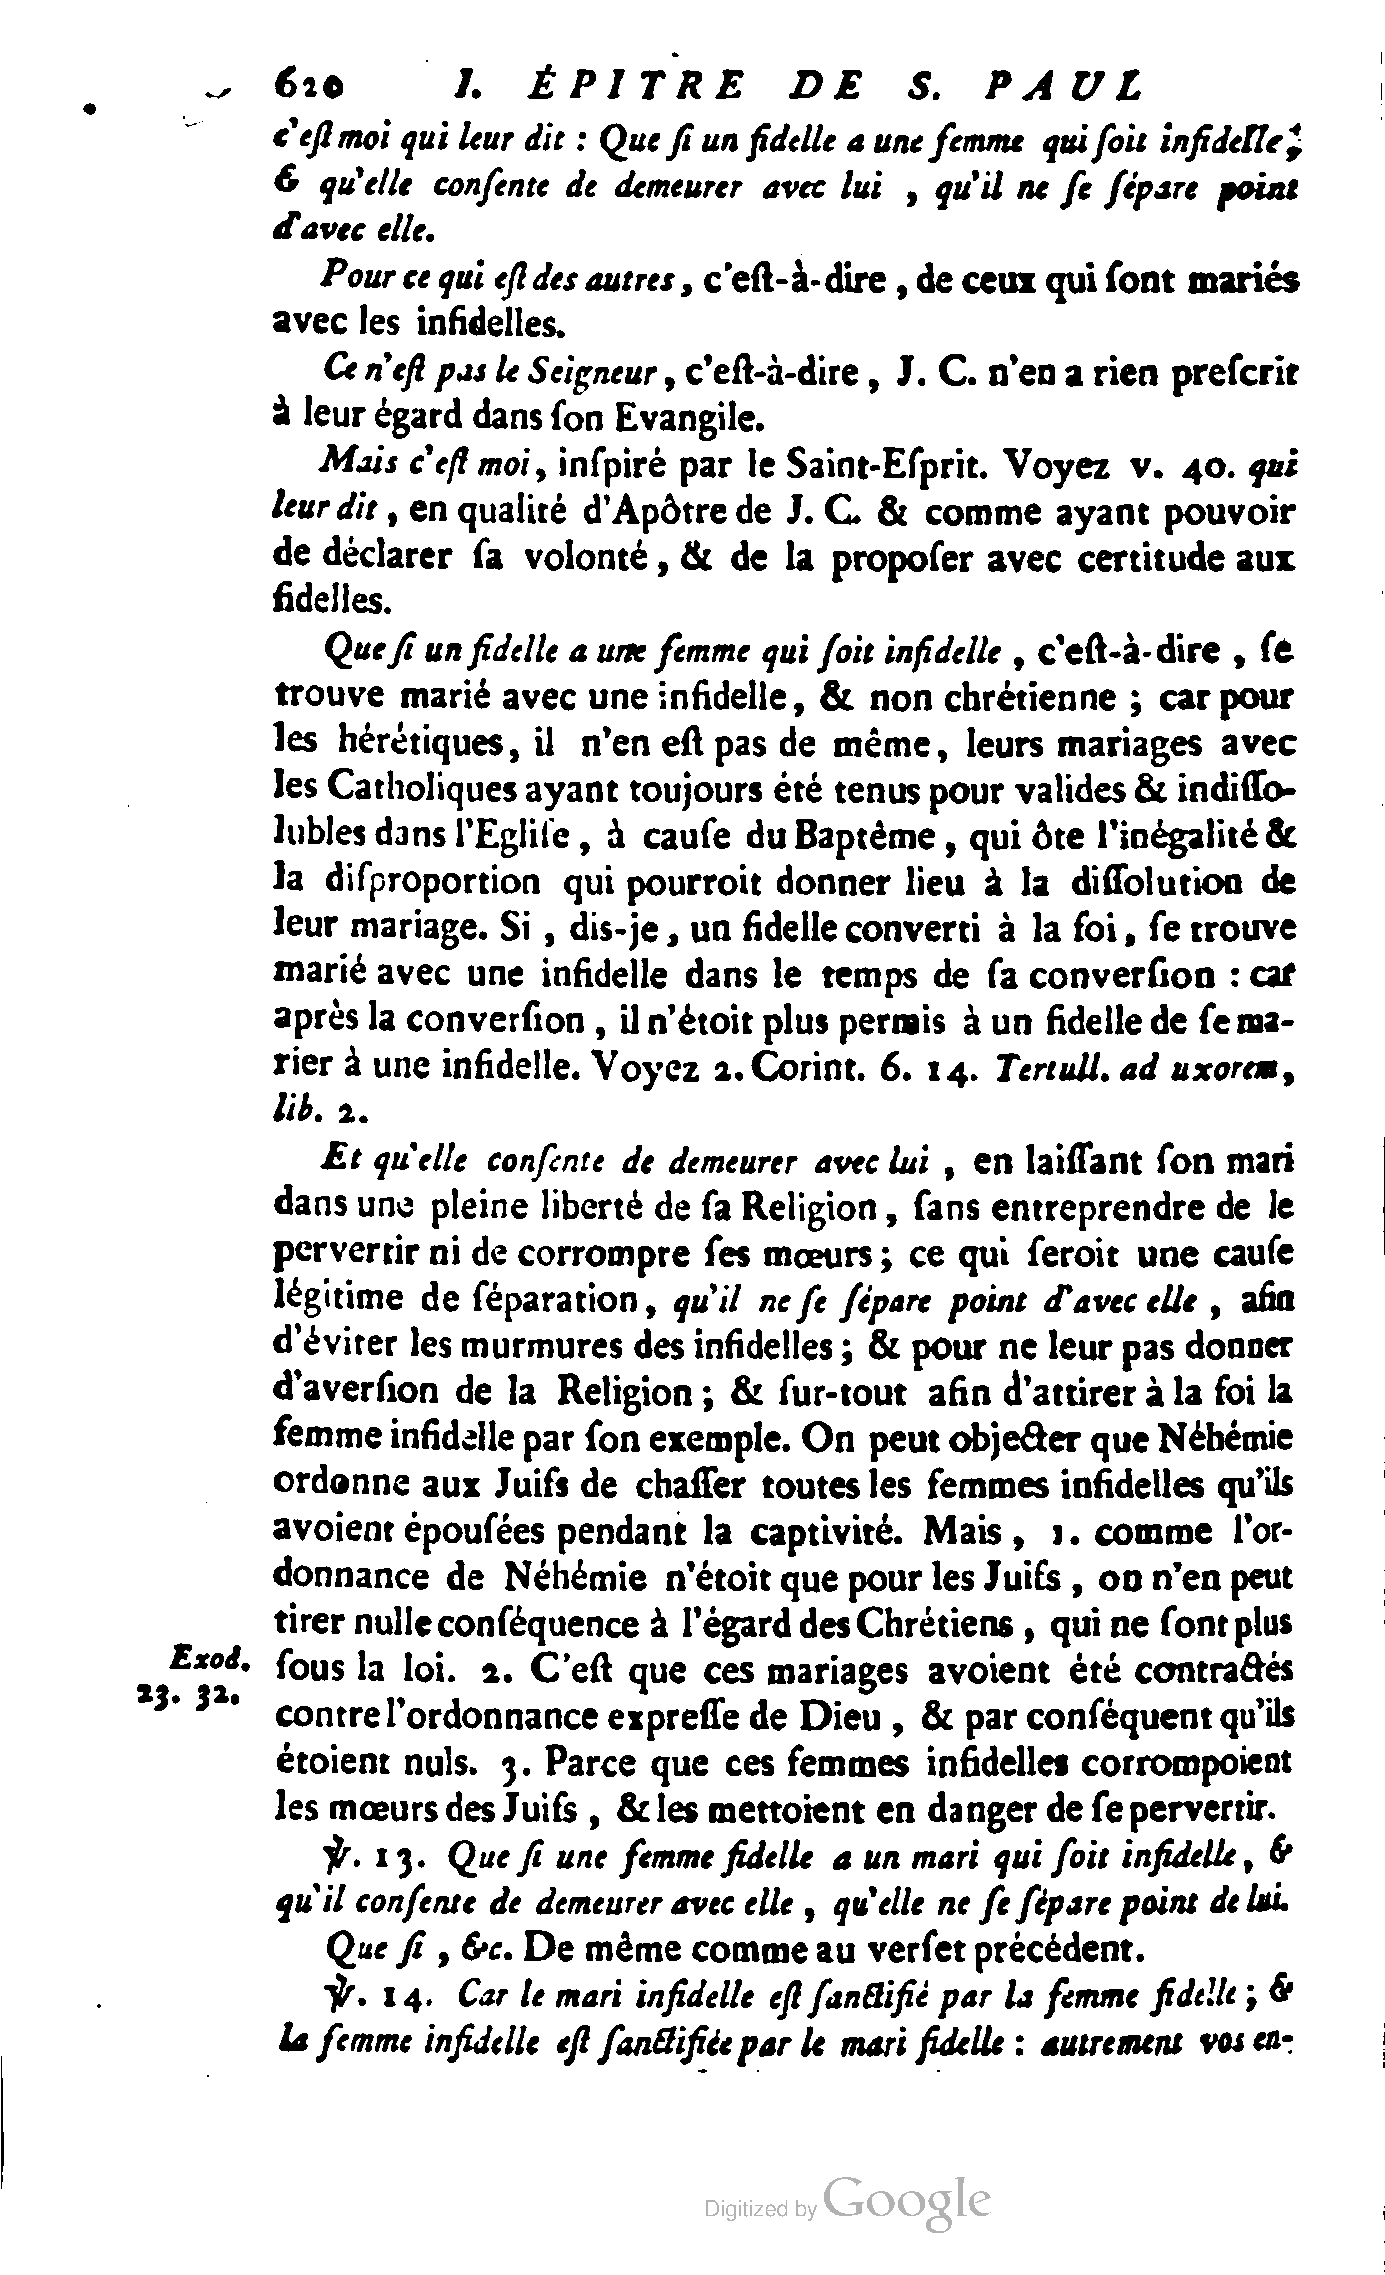 620 I. ÉPITRE DE S. PAUL
c'eſt moi qui leur dit : Que ſi un fidelle a une femme qui ſoit infidelle ;
& qu'elle conſente de demeurer avec lui , qu'il ne ſe ſépare point
d'avec elle.
Pour ce qui eſt des autres, c'eſt-à-dire , de ceux qui ſont mariés
avec les infidelles.
Ce n'eſt pas le Seigneur , c'eſt-à-dire , J. C. n'en a rien preſcrit
à leur égard dans ſon Evangile.
Mais c'eſt moi, inſpiré par le Saint-Eſprit. Voyez v. 40. qui
leur dit , en qualité d'Apôtre de J. C. & comme ayant pouvoir
de déclarer ſa volonté , & de la propoſer avec certitude aux
fidelles.
Que ſi un fidelle a une femme qui ſoit infidelle , c'eſt-à-dire , ſe
trouve marié avec une infidelle, & non chrétienne ; car pour
les hérétiques, il n'en eſt pas de même, leurs mariages avec
les Catholiques ayant toujours été tenus pour valides & indiſſo-
lubles dans l'Egliſe , à cauſe du Baptême , qui ôte l'inégalité &
la diſproportion qui pourroit donner lieu à la diſſolution de
leur mariage. Si , dis-je , un fidelle converti à la foi, ſe trouve
marié avec une infidelle dans le temps de ſa converſion : car
après la converſion , il n'étoit plus permis à un fidelle de ſe ma-
rier à une infidelle. Voyez 2. Corint. 6. 14. Tertull. ad uxorem,
lib. 2.
Et qu'elle conſente de demeurer avec lui , en laiſſant ſon mari
dans une pleine liberté de ſa Religion , ſans entreprendre de le
pervertir ni de corrompre ſes mœurs ; ce qui ſeroit une cauſe
légitime de ſéparation, qu'il ne ſe ſépare point d'avec elle , afin
d'éviter les murmures des infidelles ; & pour ne leur pas donner
d'averſion de la Religion ; & ſur-tout afin d'attirer à la foi la
femme infidelle par ſon exemple. On peut objecter que Néhémie
ordonne aux Juifs de chaſſer toutes les femmes infidelles qu'ils
avoient épouſées pendant la captivité. Mais , 1. comme l'or-
donnance de Néhémie n'étoit que pour les Juifs , on n'en peut
tirer nulle conſéquence à l'égard des Chrétiens , qui ne ſont plus
Exod. ſous la loi. 2. C'eſt que ces mariages avoient été contractés
23. 32. contre l'ordonnance expreſſe de Dieu , & par conſéquent qu'ils
étoient nuls. 3. Parce que ces femmes infidelles corrompoient
les mœurs des Juifs , & les mettoient en danger de ſe pervertir.
℣. 13. Que ſi une femme fidelle a un mari qui ſoit infidelle, &
qu'il conſente de demeurer avec elle , qu'elle ne ſe ſépare point de lui.
Que ſi , &c. De même comme au verſet précédent.
℣. 14. Car le mari infidelle eſt ſanctifié par la femme fidelle ; &
la femme infidelle eſt ſanctifiée par le mari fidelle : autrement vos en-
Digitized by Google